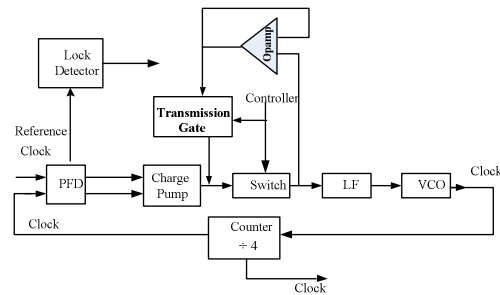 Opamp
Lock
Detector
Transmission
Gate
Controller
Reference
Clock
PFD
Charge
Pump
Switch
LF
VCO
Clock
Clock
Counter
÷ 4
Clock